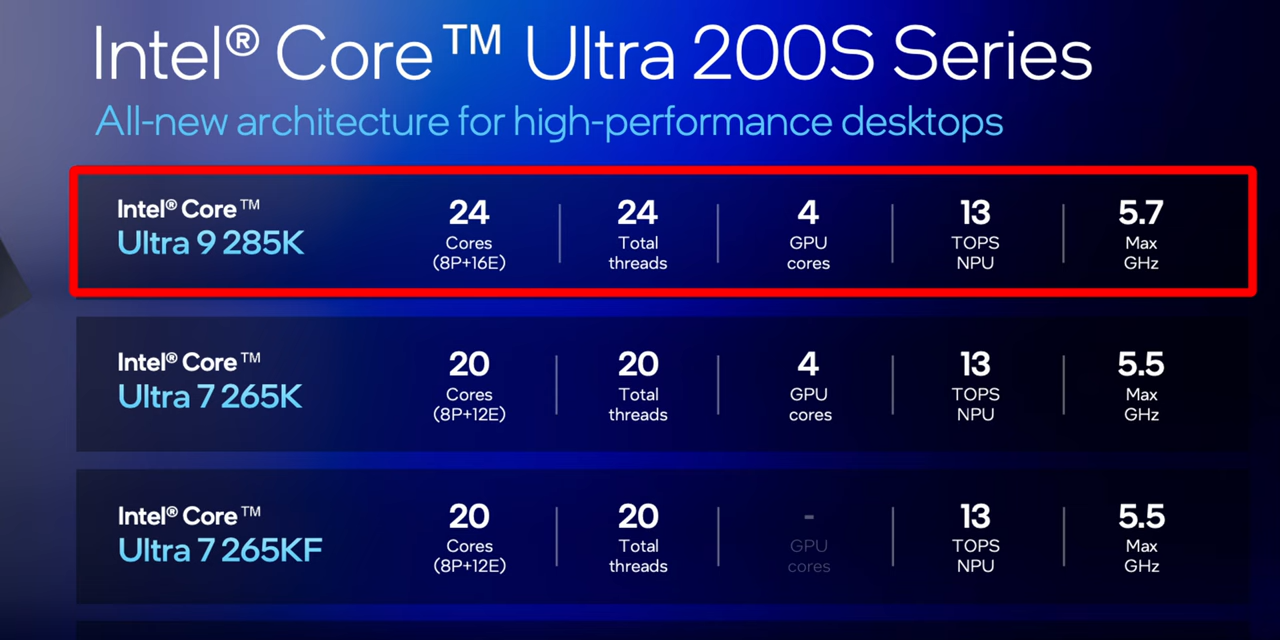 Intel® Core™ Ultra 200S Series
All-new architecture for high-performance desktops
Intel® Core™
Ultra 9 285K
24
Cores
(8P+16E)
24
Total
threads
4
GPU
cores
13
TOPS
NPU
5.7
Max
GHz
Intel® Core™
Ultra 7 265K
20
Cores
(8P+12E)
20
Total
threads
4
GPU
cores
13
TOPS
NPU
5.5
Max
GHz
Intel® Core™
Ultra 7 265KF
20
Cores
(8P+12E)
20
Total
threads
-
GPU
cores
13
TOPS
NPU
5.5
Max
GHz